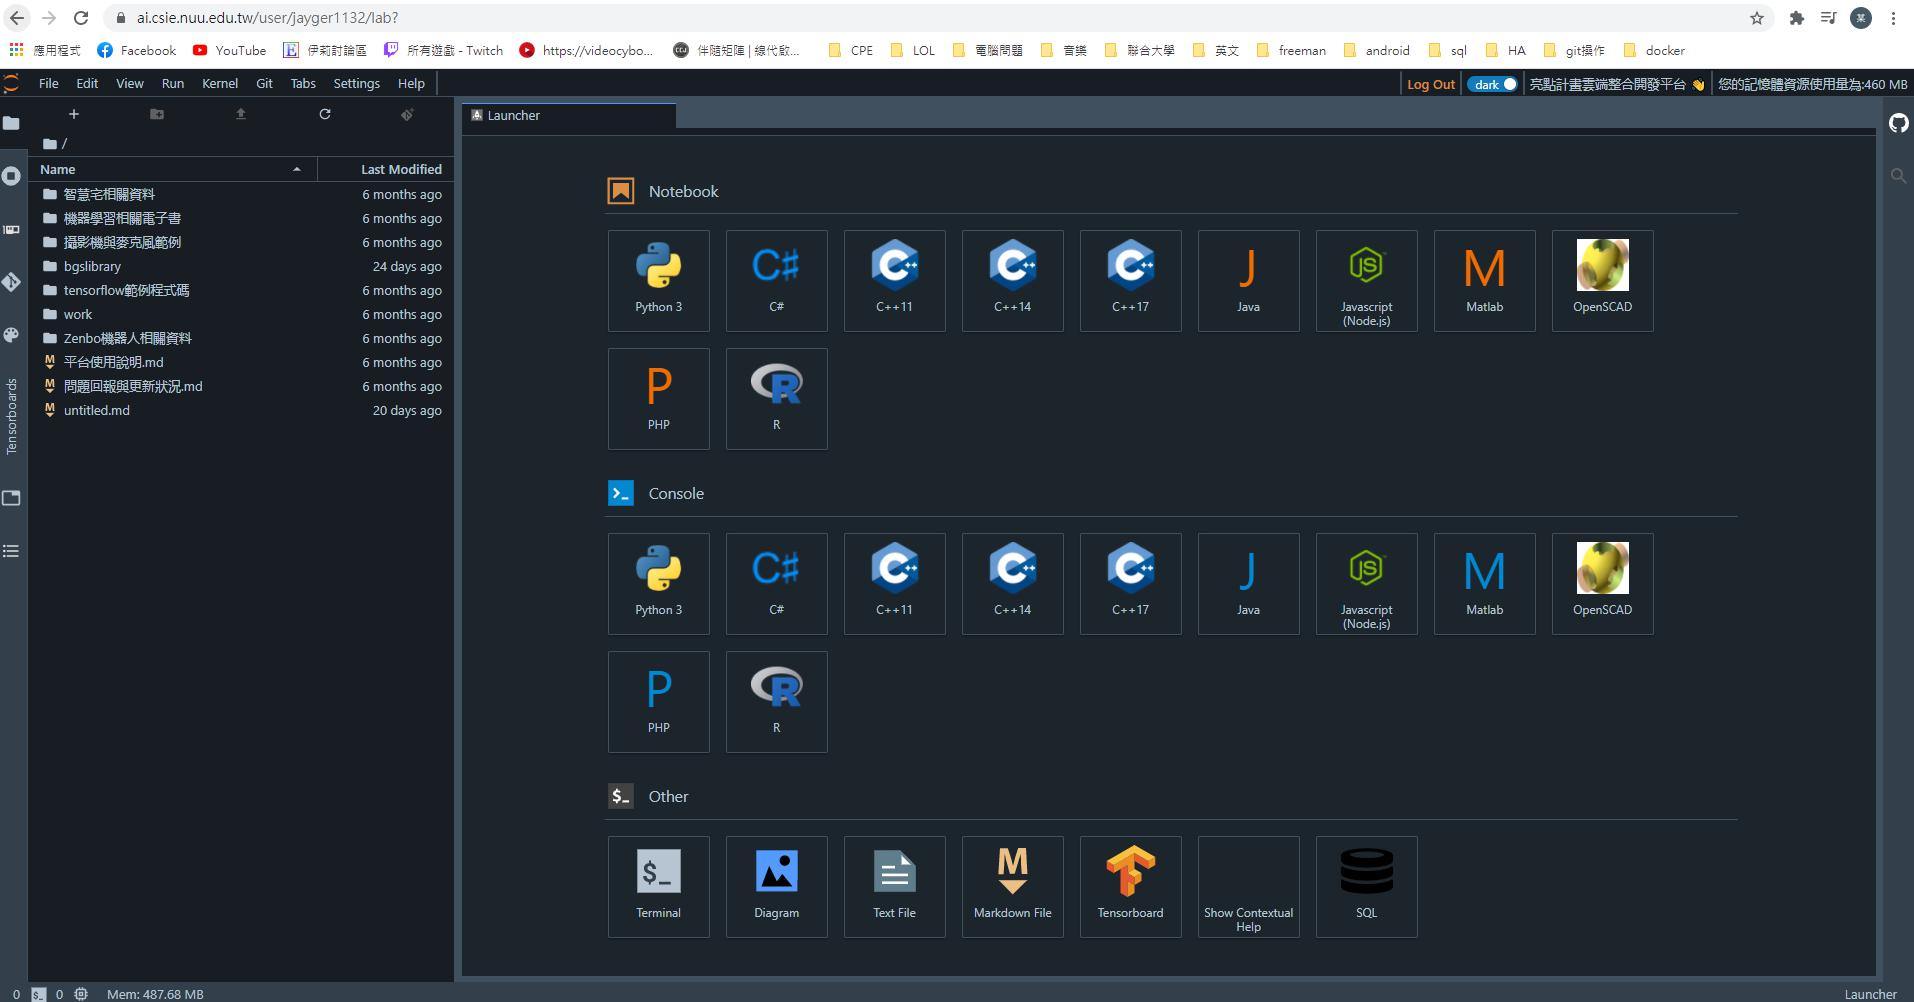 ai.csie.nuu.edu.tw/user/jayger1132/lab?
應用程式 Facebook YouTube 伊莉討論區 所有遊戲 - Twitch https://videocybo... 伴隨矩陣 | 線代啟... CPE LOL 電腦問題 音樂 聯合大學 英文 freeman android sql HA git操作 docker
File Edit View Run Kernel Git Tabs Settings Help Log Out dark 亮點計畫雲端整合開發平台 👋 您的記憶體資源使用量為:460 MB
Launcher
/
Name Last Modified
智慧宅相關資料 6 months ago
機器學習相關電子書 6 months ago
攝影機與麥克風範例 6 months ago
bgslibrary 24 days ago
tensorflow範例程式碼 6 months ago
work 6 months ago
Zenbo機器人相關資料 6 months ago
平台使用說明.md 6 months ago
問題回報與更新狀況.md 6 months ago
untitled.md 20 days ago
Tensorboards
Notebook
Python 3 C# C++11 C++14 C++17 Java Javascript (Node.js) Matlab OpenSCAD
PHP R
Console
Python 3 C# C++11 C++14 C++17 Java Javascript (Node.js) Matlab OpenSCAD
PHP R
$_ Other
Terminal Diagram Text File Markdown File Tensorboard Show Contextual Help SQL
0 $_ 0 Mem: 487.68 MB Launcher